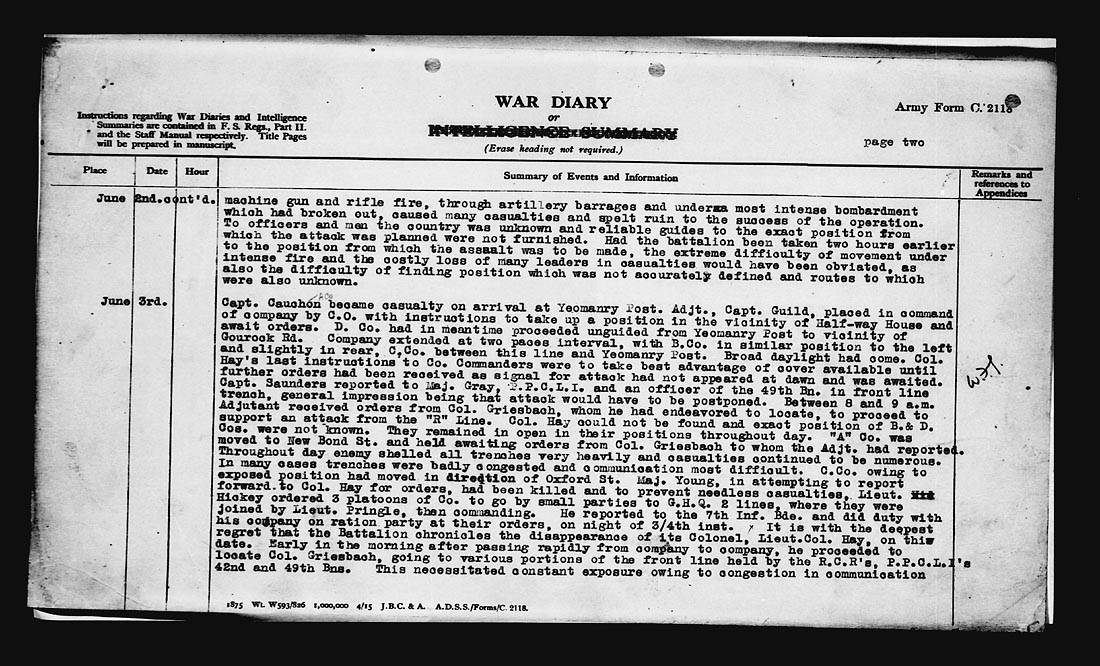 WAR DIARY
or
INTELLIGENCE SUMMARY
(Erase heading not required.)
Army Form C. 2118
page two
Instructions regarding War Diaries and Intelligence
Summaries are contained in F. S. Regs., Part II.
and the Staff Manual respectively. Title Pages
will be prepared in manuscript.
Place Date Hour Summary of Events and Information Remarks and references to Appendices
June 2nd.cont'd. machine gun and rifle fire, through artillery barrages and under a most intense bombardment
which had broken out, caused many casualties and spelt ruin to the success of the operation.
To officers and men the country was unknown and reliable guides to the exact position from
which the attack was planned were not furnished. Had the battalion been taken two hours earlier
to the position from which the assault was to be made, the extreme difficulty of movement under
intense fire and the costly loss of many leaders in casualties would have been obviated, as
also the difficulty of finding position which was not accurately defined and routes to which
were also unknown.
June 3rd. Capt. Cauchon became casualty on arrival at Yeomanry Post. Adjt., Capt. Guild, placed in command
of company by C.O. with instructions to take up a position in the vicinity of Half-way House and
await orders. D. Co. had in meantime proceeded unguided from Yeomanry Post to vicinity of
Gourock Rd. Company extended at two paces interval, with B.Co. in similar position to the left
and slightly in rear, C.Co. between this line and Yeomanry Post. Broad daylight had come. Col.
Hay's last instructions to Co. Commanders were to take best advantage of cover available until
further orders had been received as signal for attack had not appeared at dawn and was awaited.
Capt. Saunders reported to Maj. Gray, P.P.C.L.I. and an officer of the 49th Bn. in front line
trench, general impression being that attack would have to be postponed. Between 8 and 9 a.m.
Adjutant received orders from Col. Griesbach, whom he had endeavored to locate, to proceed to
support an attack from the "R" Line. Col. Hay could not be found and exact position of B.& D.
Cos. were not known. They remained in open in their positions throughout day. "A" Co. was
moved to New Bond St. and held awaiting orders from Col. Griesbach to whom the Adjt. had reported.
Throughout day enemy shelled all trenches very heavily and casualties continued to be numerous.
In many cases trenches were badly congested and communication most difficult. C.Co. owing to
exposed position had moved in direction of Oxford St. Maj. Young, in attempting to report
forward to Col. Hay for orders, had been killed and to prevent needless casualties, Lieut.
Hickey ordered 3 platoons of Co. to go by small parties to G.H.Q. 2 lines, where they were
joined by Lieut. Pringle, then commanding. He reported to the 7th Inf. Bde. and did duty with
his company on ration party at their orders, on night of 3/4th inst. It is with the deepest
regret that the Battalion chronicles the disappearance of its Colonel, Lieut.Col. Hay, on this
date. Early in the morning after passing rapidly from company to company, he proceeded to
locate Col. Griesbach, going to various portions of the front line held by the R.C.R's, P.P.C.L.I's
42nd and 49th Bns. This necessitated constant exposure owing to congestion in communication
1875 Wt. W593/826 1,000,000 4/15 J.B.C. & A. A.D.S.S./Forms/C. 2118.